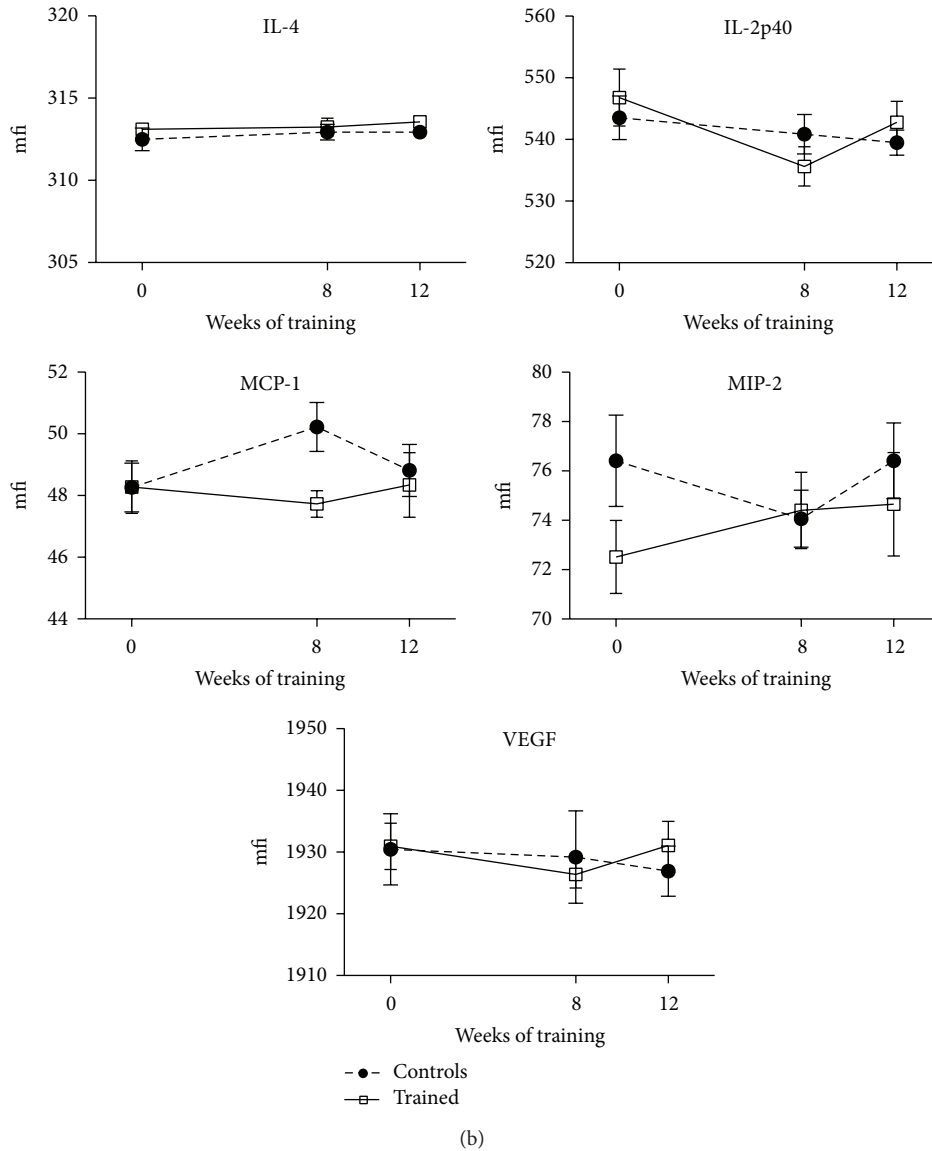 IL-4
320
315
310
305
mfi
0 8 12
Weeks of training
IL-2p40
560
550
540
530
520
mfi
0 8 12
Weeks of training
MCP-1
52
50
48
46
44
mfi
0 8 12
Weeks of training
MIP-2
80
78
76
74
72
70
mfi
0 8 12
Weeks of training
VEGF
1950
1940
1930
1920
1910
mfi
0 8 12
Weeks of training
Controls
Trained
(b)